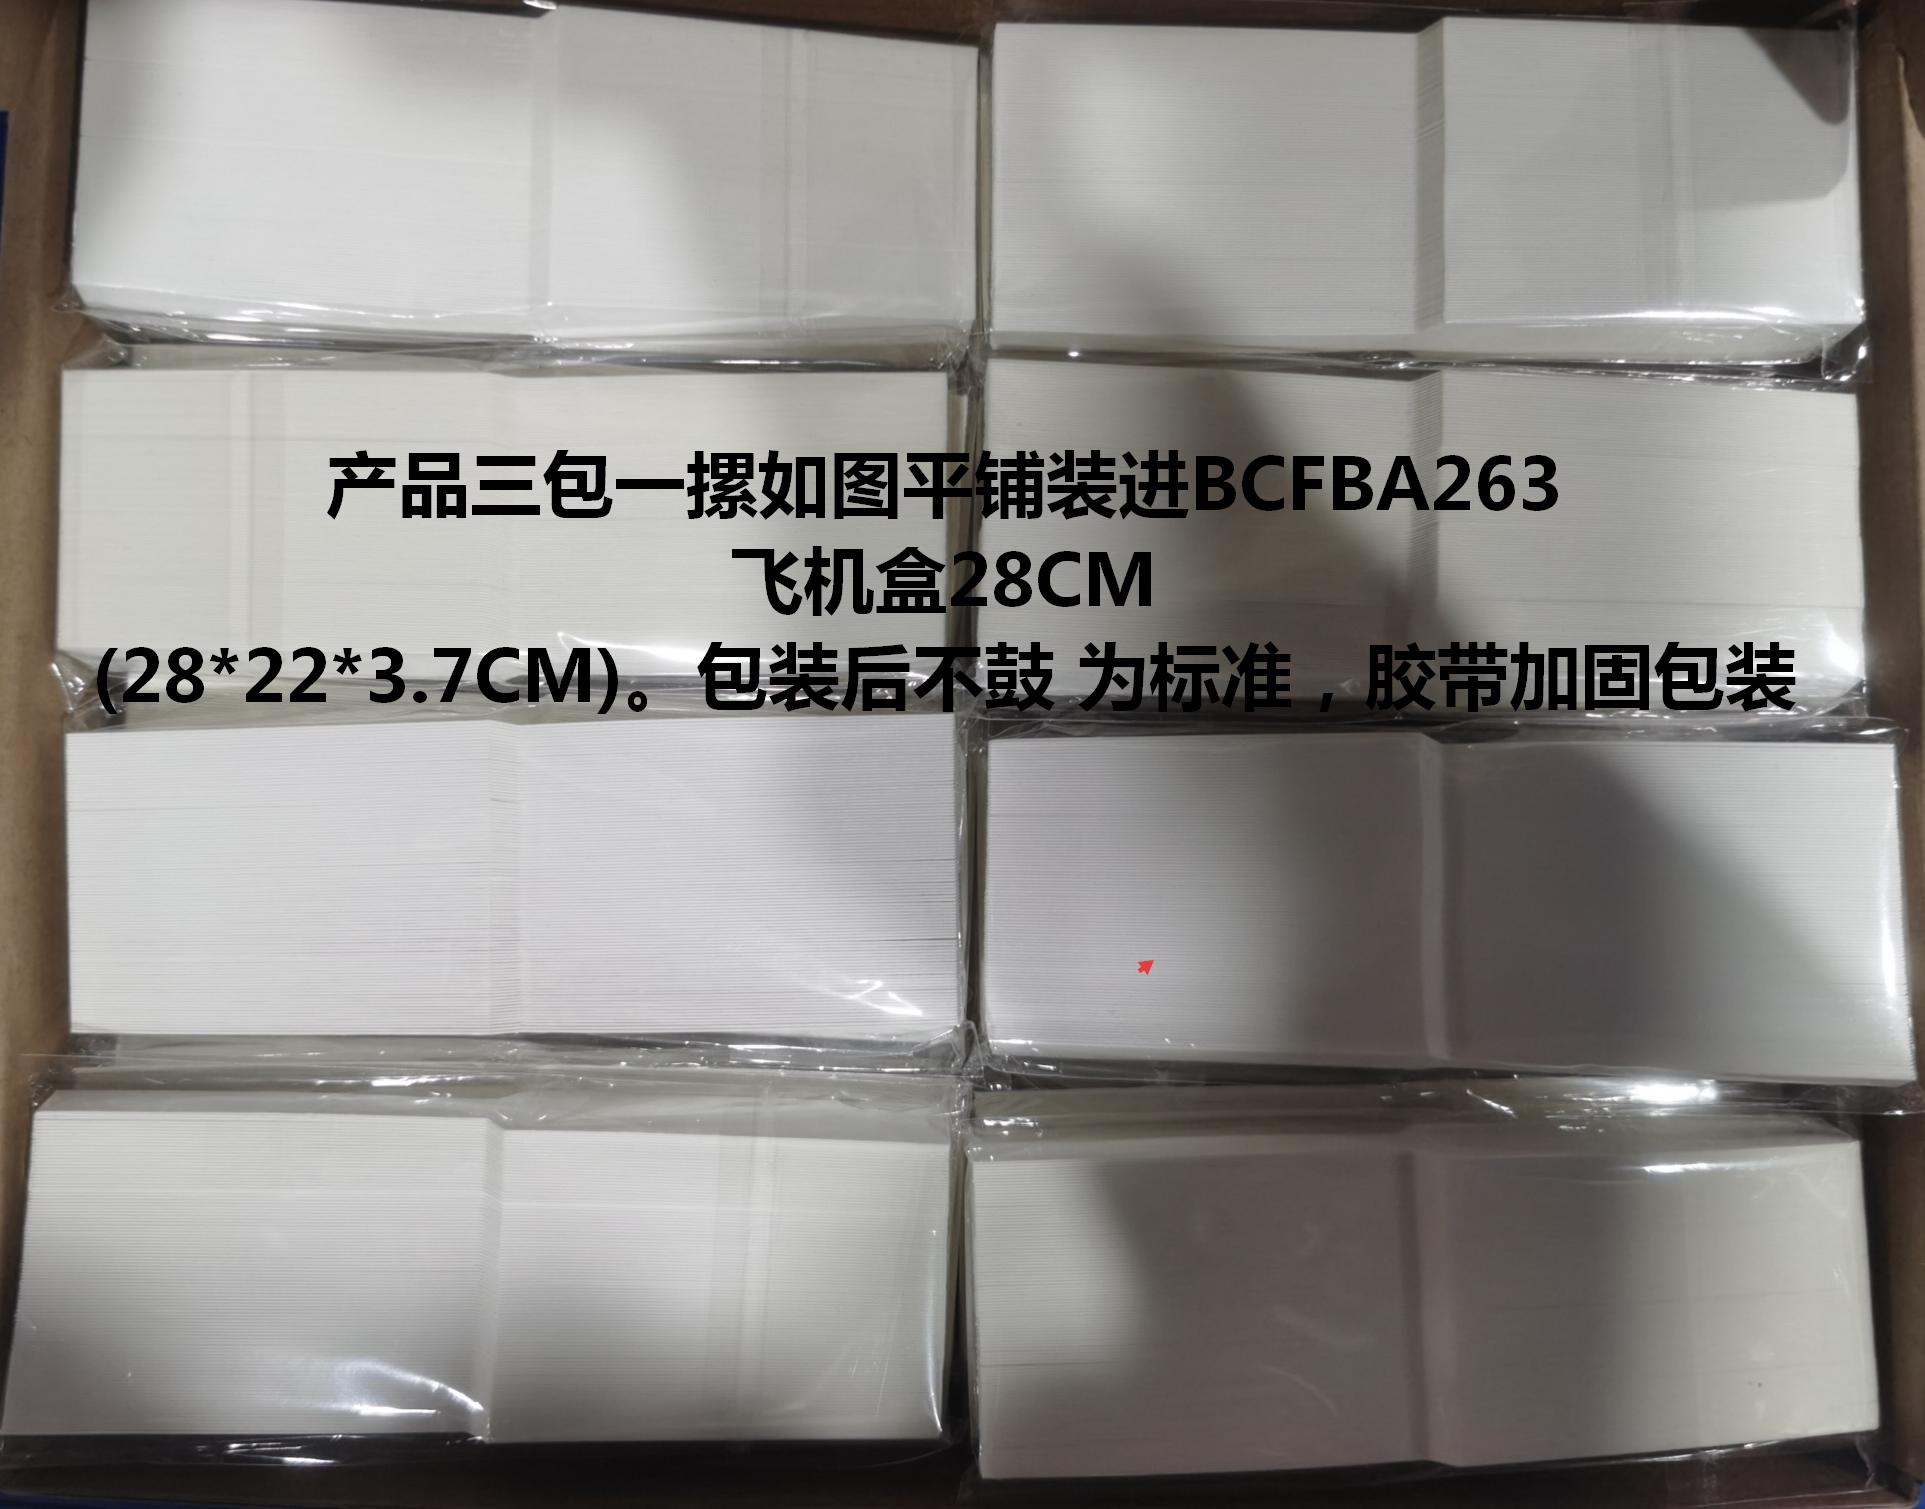 产品三包一摞如图平铺装进BCFBA263
飞机盒28CM
(28*22*3.7CM)。包装后不鼓 为标准，胶带加固包装